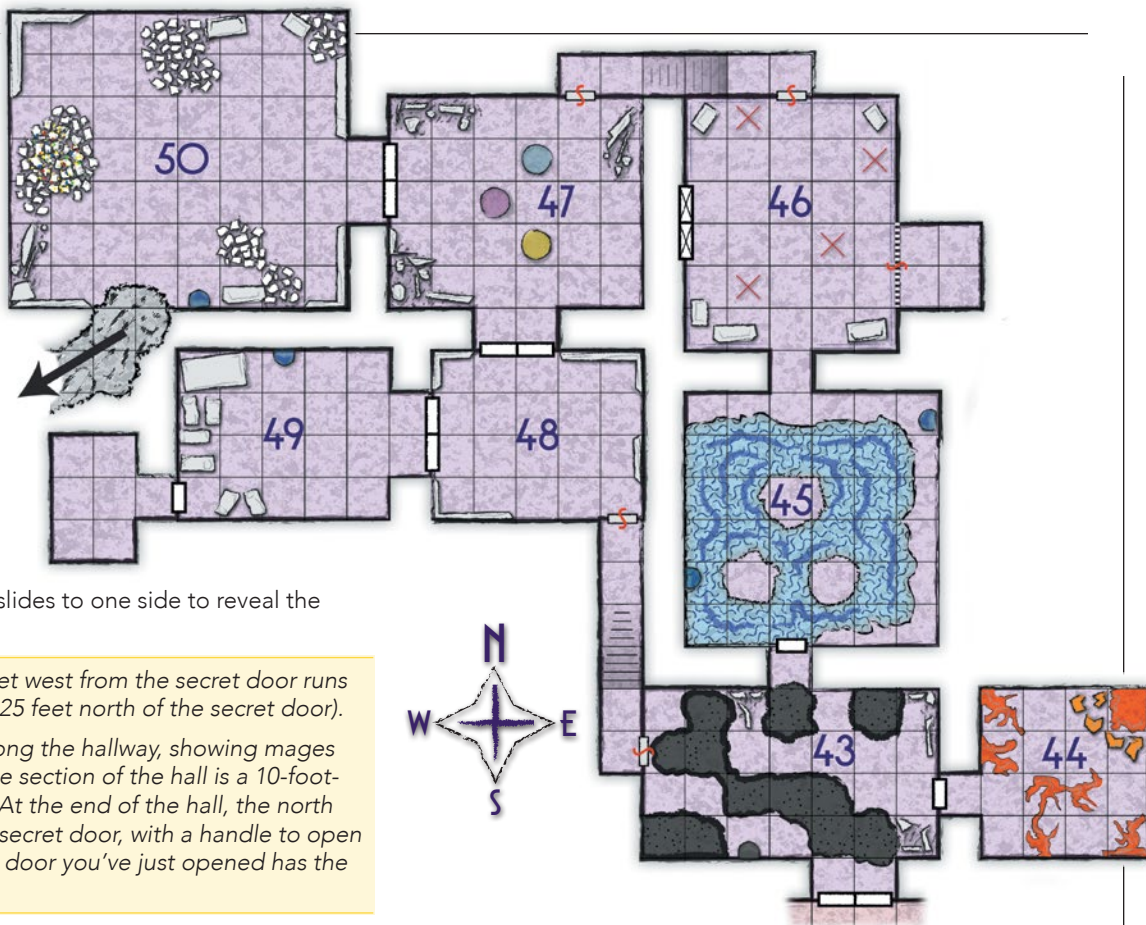 50
47
46
49
48
45
slides to one side to reveal the
N
W
E
S
et west from the secret door runs
25 feet north of the secret door).
ong the hallway, showing mages
e section of the hall is a 10-foot-
At the end of the hall, the north
secret door, with a handle to open
door you've just opened has the
43
44